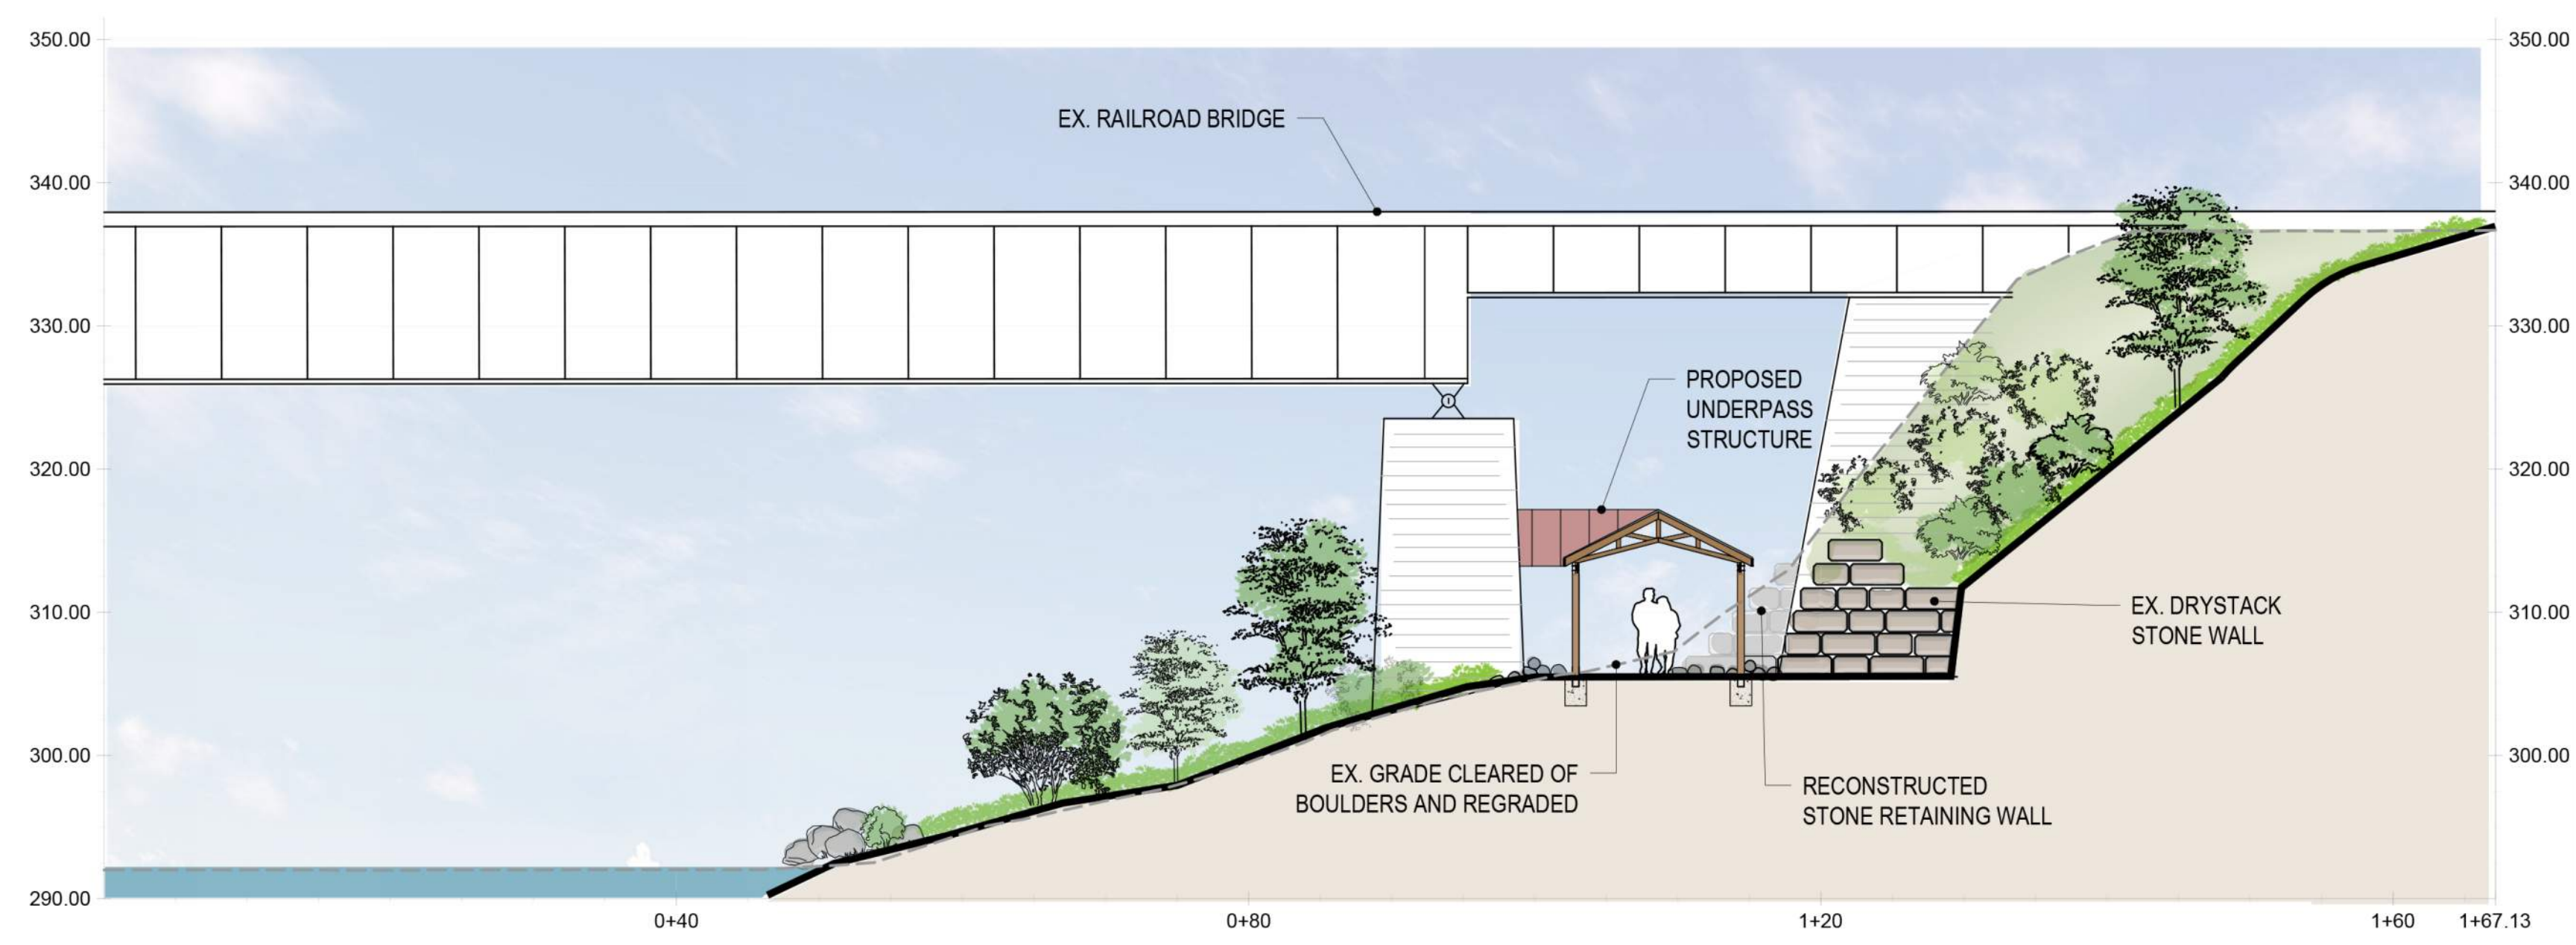 350.00
350.00
EX. RAILROAD BRIDGE
340.00
340.00
330.00
330.00
PROPOSED
UNDERPASS
STRUCTURE
320.00
320.00
310.00
310.00
EX. DRYSTACK
STONE WALL
300.00
300.00
EX. GRADE CLEARED OF
BOULDERS AND REGRADED
RECONSTRUCTED
STONE RETAINING WALL
290.00
0+40
0+80
1+20
1+60
1+67.13